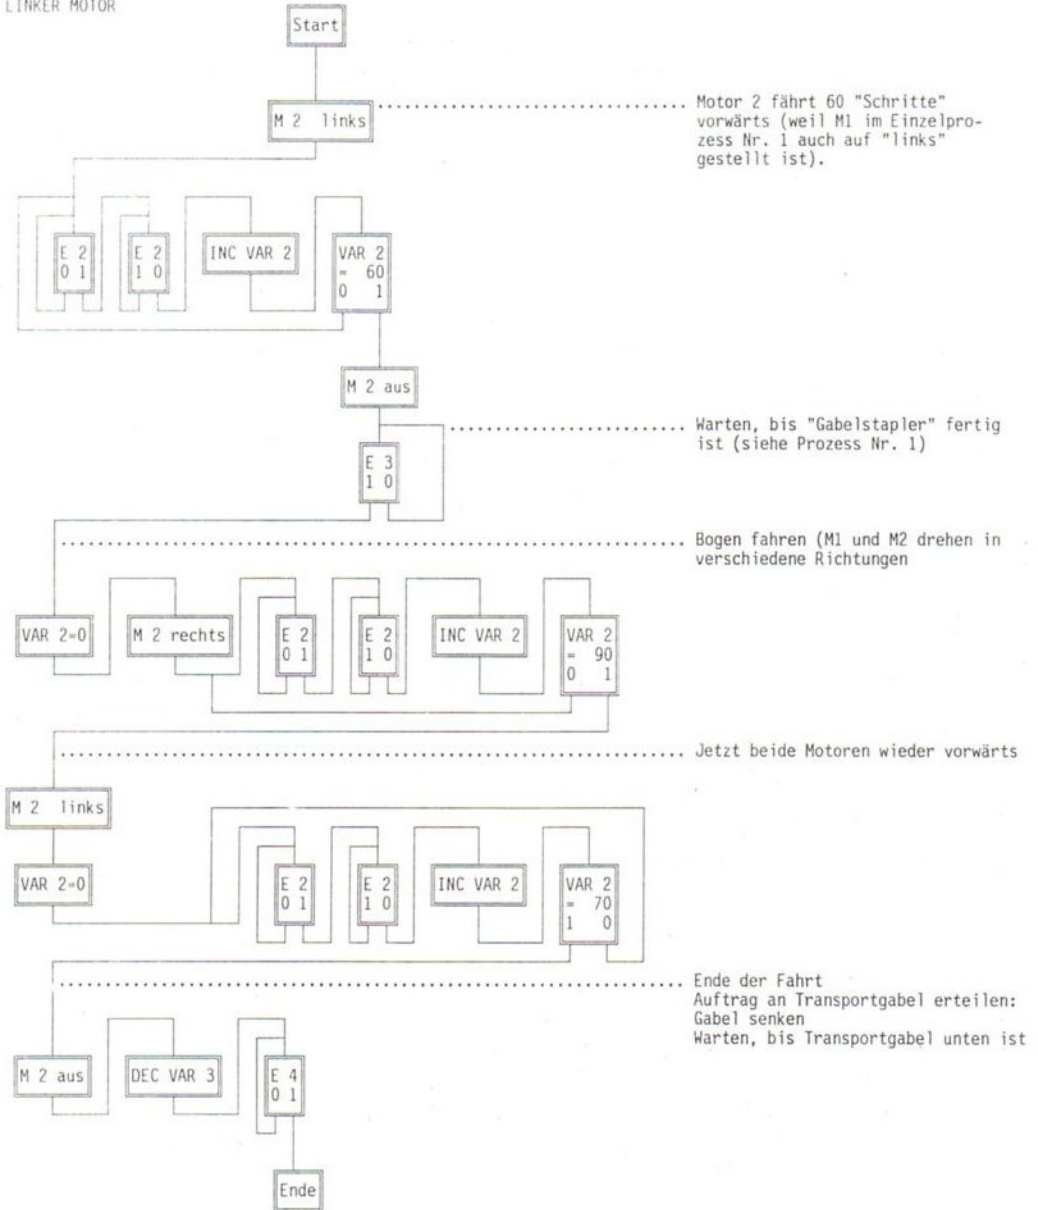 LINKER MOTOR
Start
M 2 links
Motor 2 fährt 60 "Schritte"
vorwärts (weil M1 im Einzelpro-
zess Nr. 1 auch auf "links"
gestellt ist).
E 2
0 1
E 2
1 0
INC VAR 2
VAR 2
= 60
0 1
M 2 aus
Warten, bis "Gabelstapler" fertig
ist (siehe Prozess Nr. 1)
E 3
1 0
Bogen fahren (M1 und M2 drehen in
verschiedene Richtungen
VAR 2=0
M 2 rechts
E 2
0 1
E 2
1 0
INC VAR 2
VAR 2
= 90
0 1
Jetzt beide Motoren wieder vorwärts
M 2 links
VAR 2=0
E 2
0 1
E 2
1 0
INC VAR 2
VAR 2
= 70
1 0
Ende der Fahrt
Auftrag an Transportgabel erteilen:
Gabel senken
Warten, bis Transportgabel unten ist
M 2 aus
DEC VAR 3
E 4
0 1
Ende